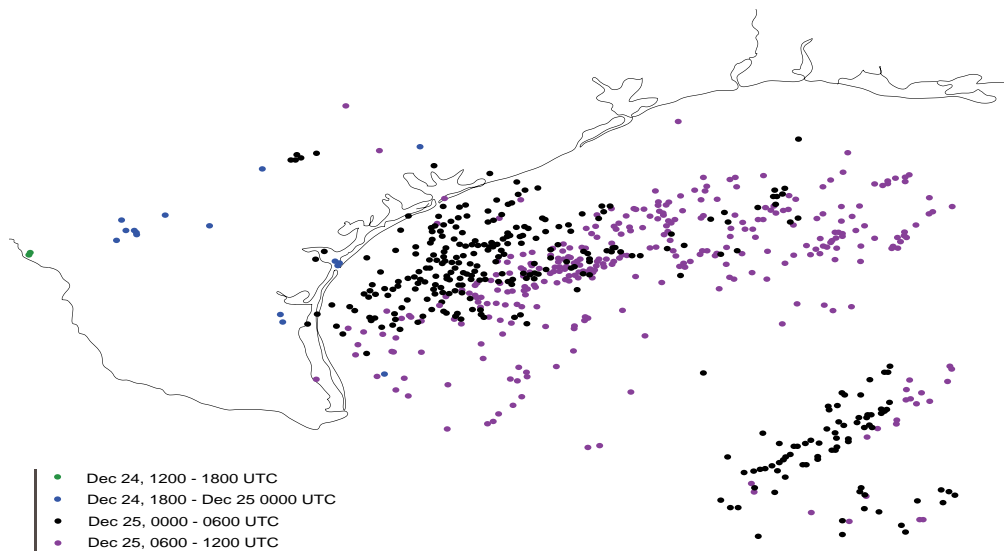 Dec 24, 1200 - 1800 UTC
Dec 24, 1800 - Dec 25 0000 UTC
Dec 25, 0000 - 0600 UTC
Dec 25, 0600 - 1200 UTC